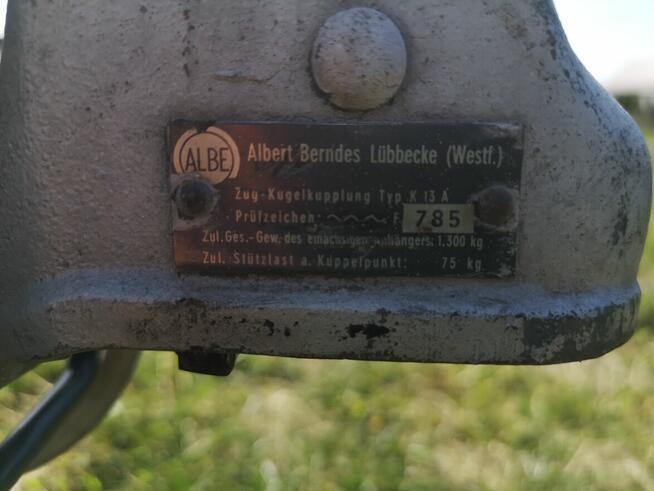 ALBE
Albert Berndes Lübbecke (Westf.)
Zug-Kugelkupplung Typ K 13 A
Prüfzeichen: ~~~ F 785
Zul.Ges.-Gew. des einachsigen Anhängers: 1.300 kg
Zul. Stützlast a. Kuppelpunkt: 75 kg